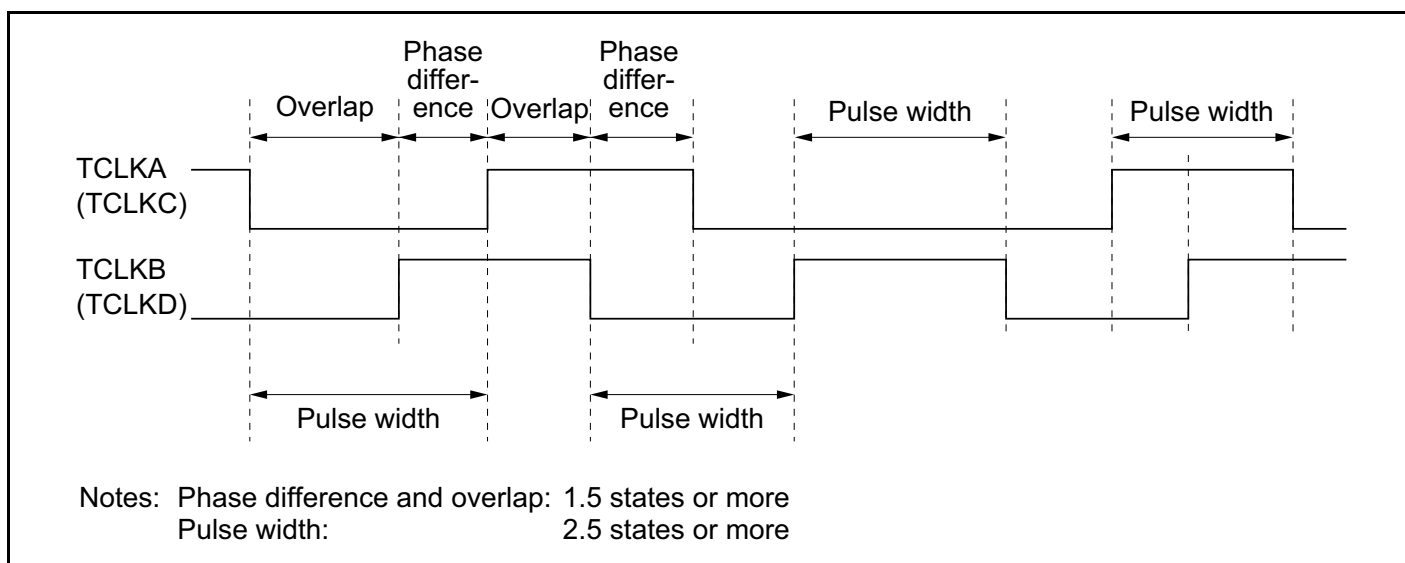 Phase
differ-
ence
Phase
differ-
ence
Overlap
Overlap
Pulse width
Pulse width
TCLKA
(TCLKC)
TCLKB
(TCLKD)
Pulse width
Pulse width
Notes: Phase difference and overlap: 1.5 states or more
Pulse width: 2.5 states or more